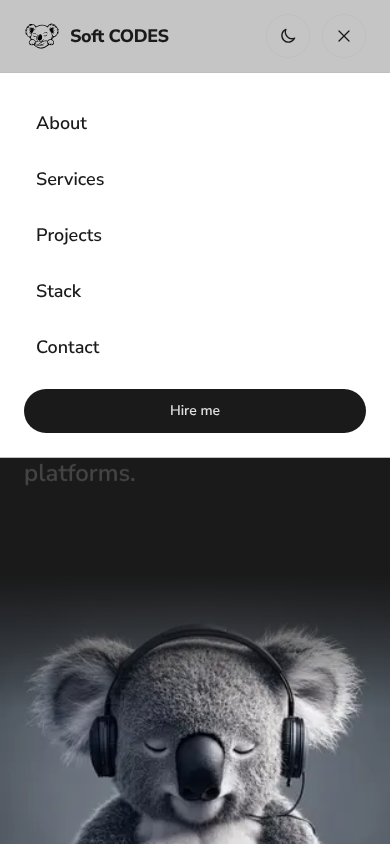 Soft CODES
About
Services
Projects
Stack
Contact
Hire me
platforms.